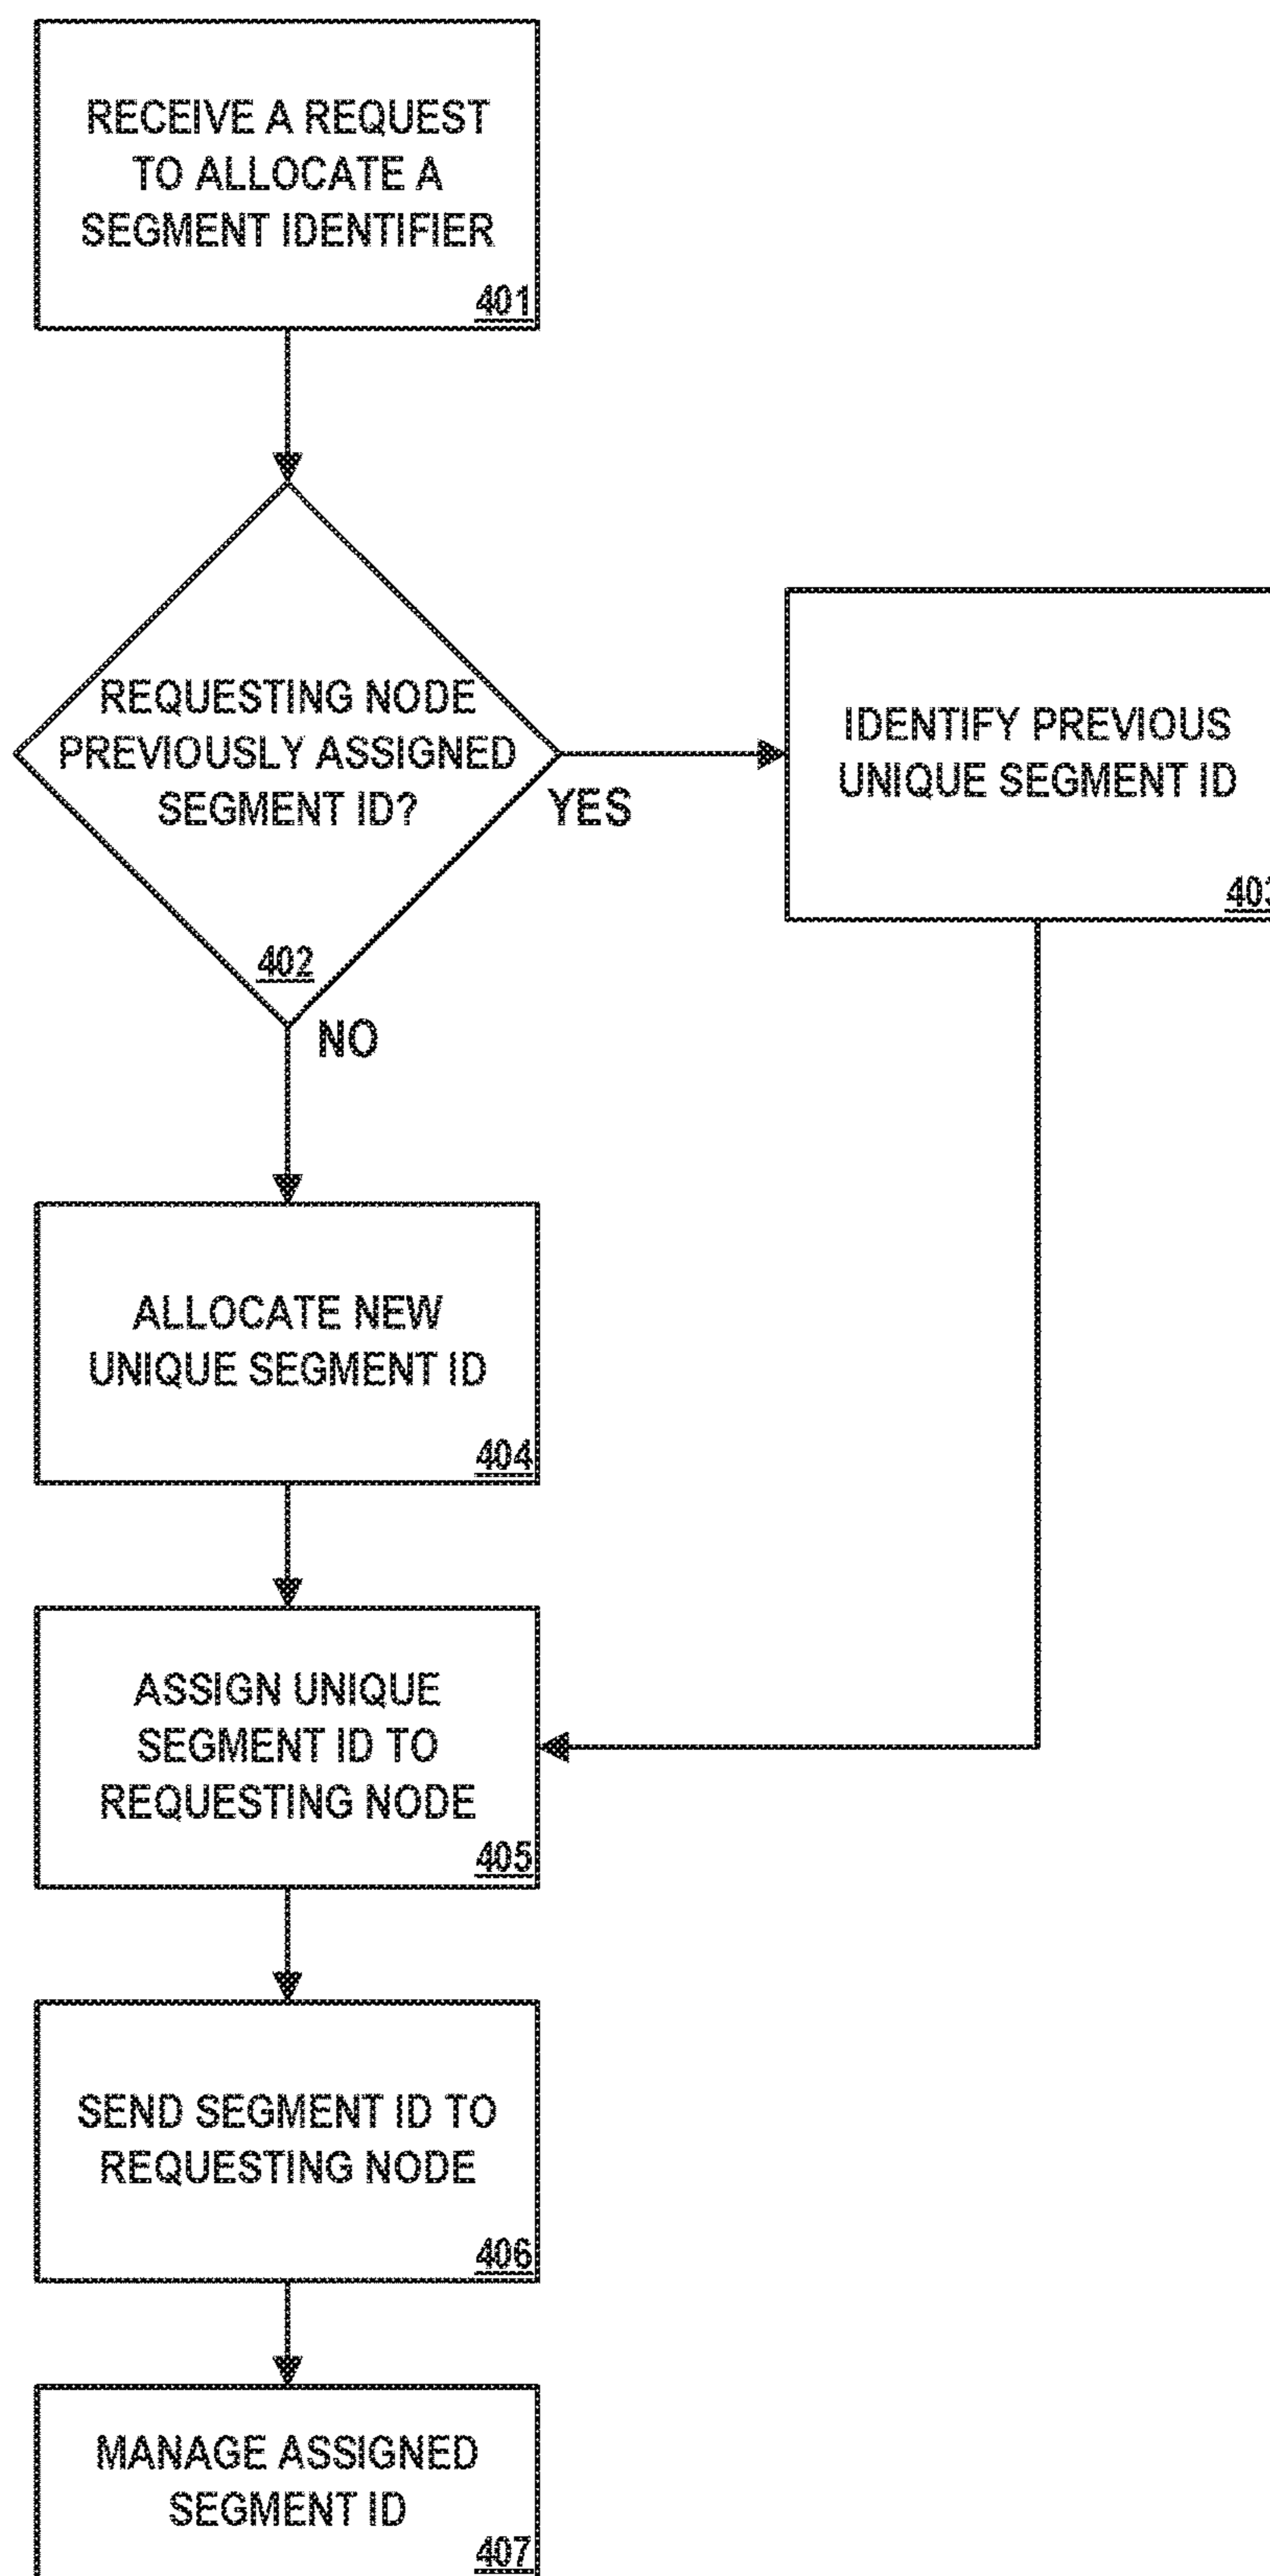 RECEIVE A REQUEST
TO ALLOCATE A
SEGMENT IDENTIFIER
401
REQUESTING NODE
PREVIOUSLY ASSIGNED
SEGMENT ID?
402
YES
NO
IDENTIFY PREVIOUS
UNIQUE SEGMENT ID
403
ALLOCATE NEW
UNIQUE SEGMENT ID
404
ASSIGN UNIQUE
SEGMENT ID TO
REQUESTING NODE
405
SEND SEGMENT ID TO
REQUESTING NODE
406
MANAGE ASSIGNED
SEGMENT ID
407